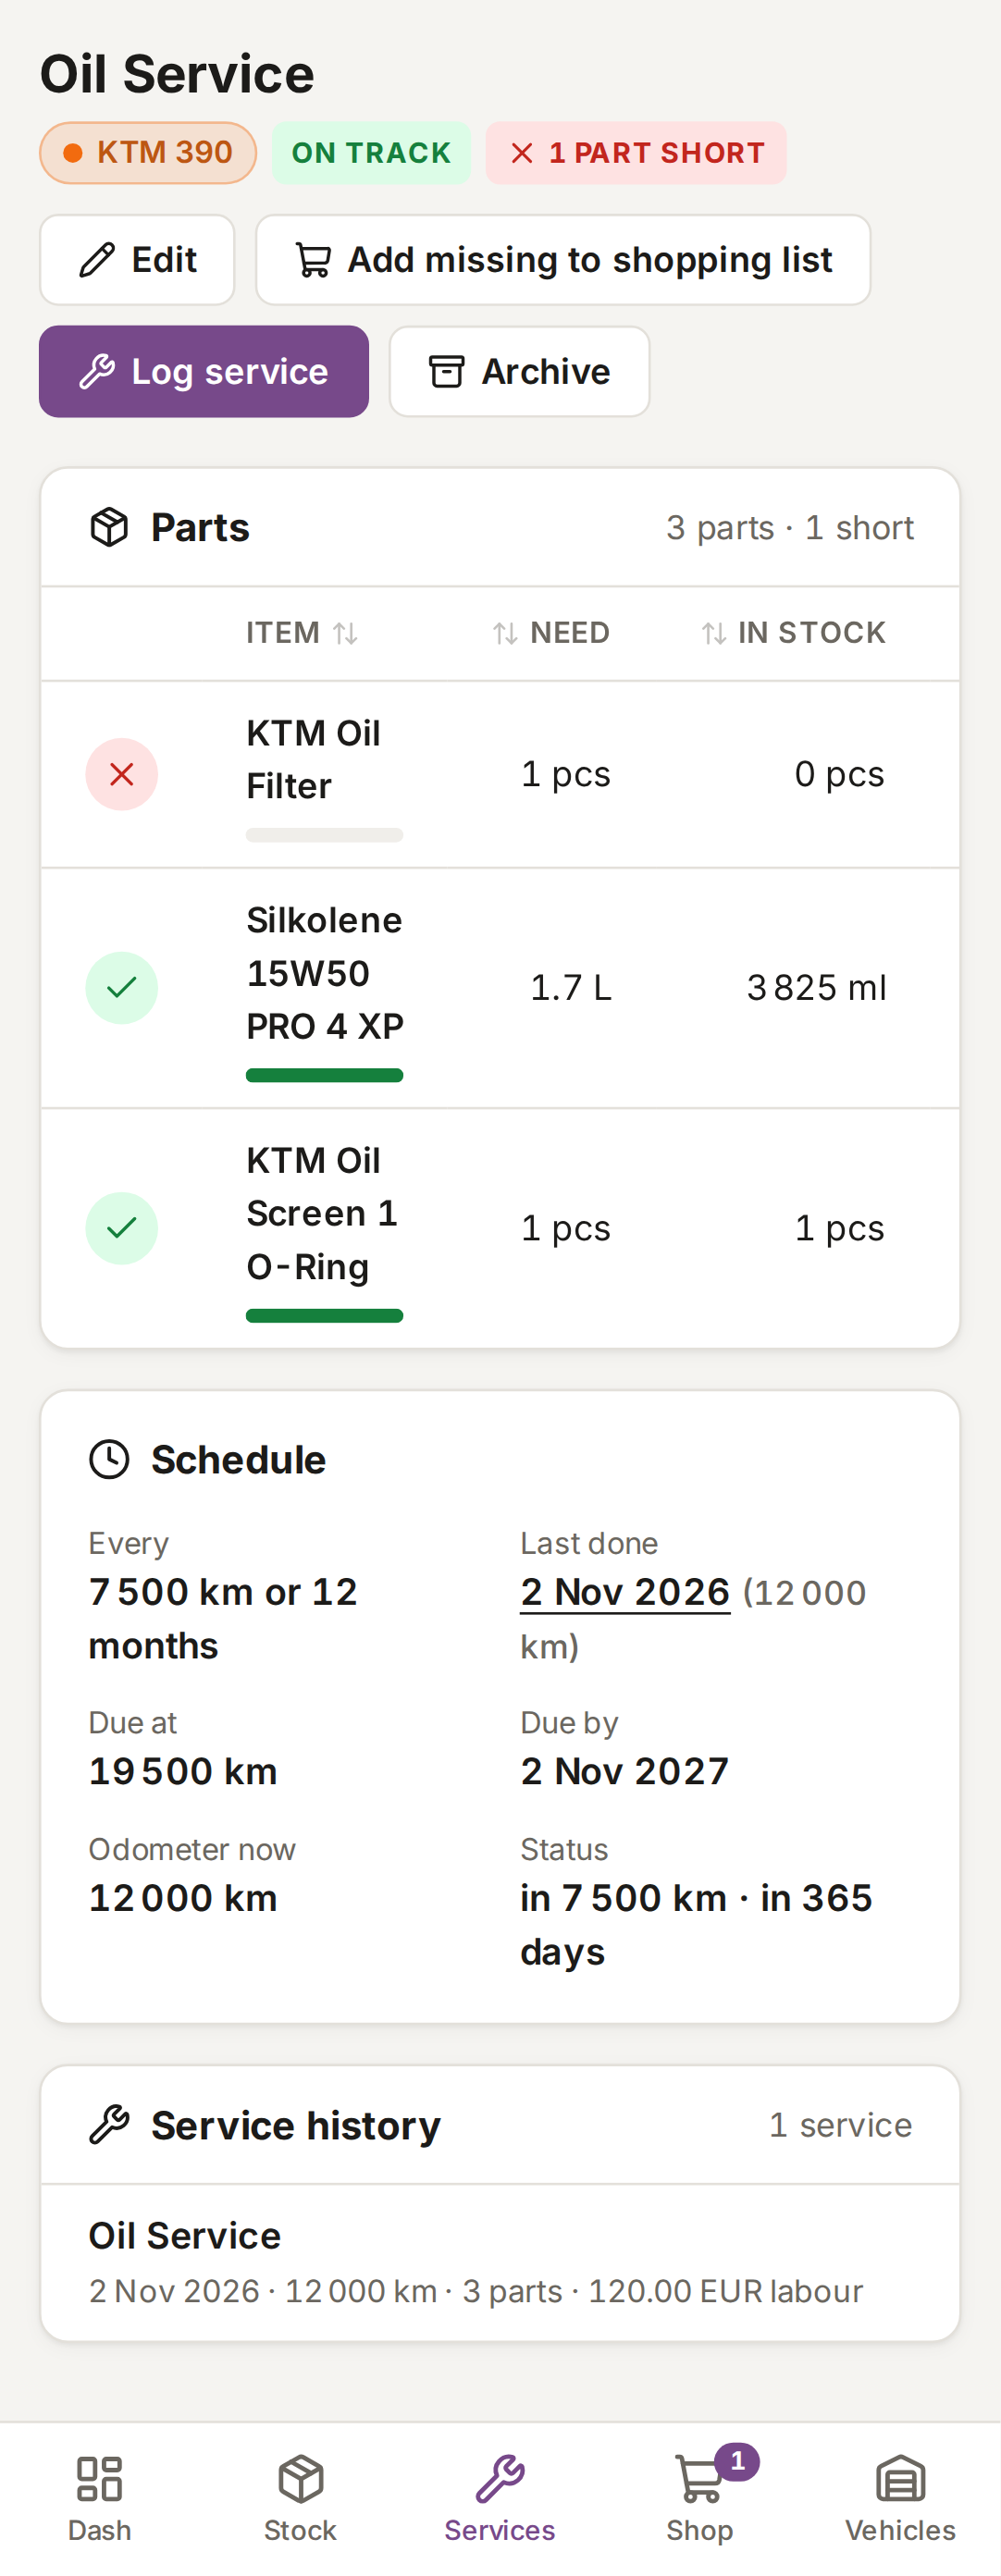 Oil Service
KTM 390 ON TRACK 1 PART SHORT
Edit Add missing to shopping list
Log service Archive
Parts 3 parts · 1 short
ITEM NEED IN STOCK
KTM Oil
Filter
1 pcs 0 pcs
Silkolene
15W50
PRO 4 XP
1.7 L 3 825 ml
KTM Oil
Screen 1
O-Ring
1 pcs 1 pcs
Schedule
Every
7 500 km or 12
months
Last done
2 Nov 2026 (12 000
km)
Due at
19 500 km
Due by
2 Nov 2027
Odometer now
12 000 km
Status
in 7 500 km · in 365
days
Service history 1 service
Oil Service
2 Nov 2026 · 12 000 km · 3 parts · 120.00 EUR labour
1
Dash Stock Services Shop Vehicles